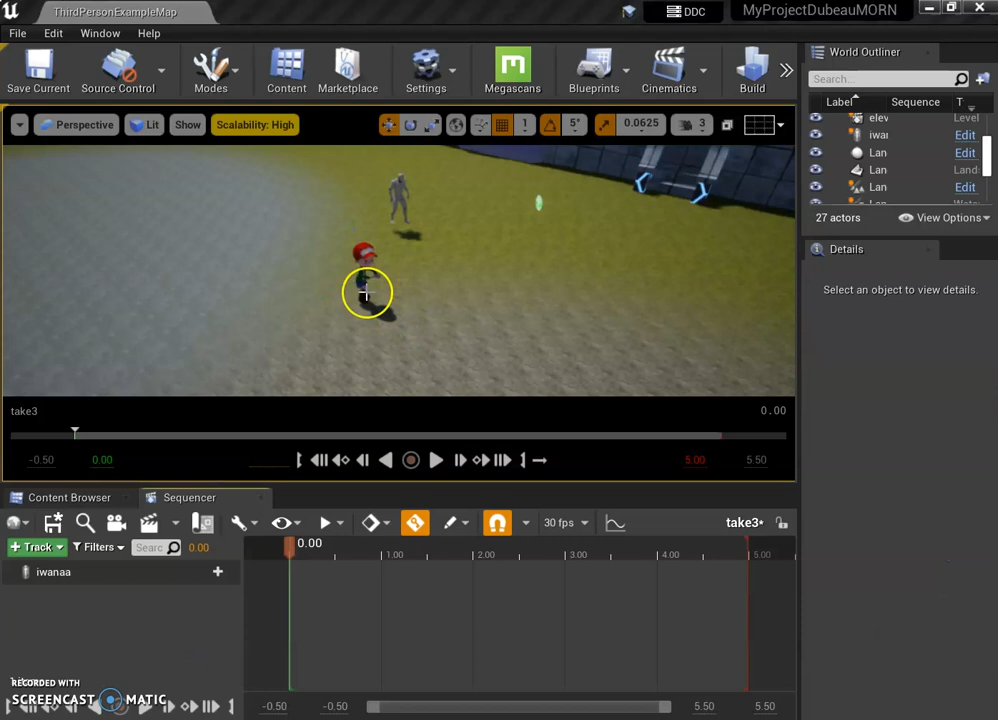 ThirdPersonExampleMap
DDC
MyProjectDubeauMORN
File Edit Window Help
Save Current
Source Control
Modes
Content
Marketplace
Settings
Megascans
Blueprints
Cinematics
Build
World Outliner
Search...
Label Sequence T
elev Level
iwar Edit
Lan Edit
Lan Land
Lan Edit
27 actors View Options
Perspective Lit Show Scalability: High 1 5° 0.0625 3
Details
Select an object to view details.
take3 0.00
-0.50 0.00 5.00 5.50
Content Browser Sequencer
30 fps take3*
+ Track Filters Searc 0.00
0.00
1.00 2.00 3.00 4.00 5.00
iwanaa +
RECORDED WITH
SCREENCAST MATIC
-0.50 -0.50 5.50 5.50